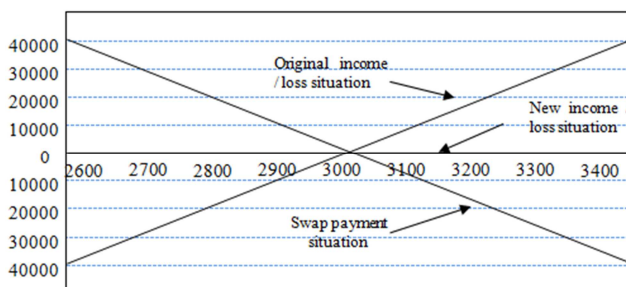 40000
30000
20000
10000
0
10000
20000
30000
40000
2600 2700 2800 2900 3000 3100 3200 3300 3400
Original income
/loss situation
New income
loss situation
Swap payment
situation